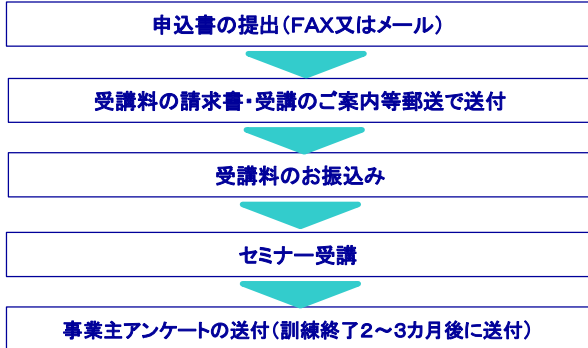 申込書の提出（FAX又はメール）
受講料の請求書・受講のご案内等郵送で送付
受講料のお振込み
セミナー受講
事業主アンケートの送付（訓練終了２～３カ月後に送付）